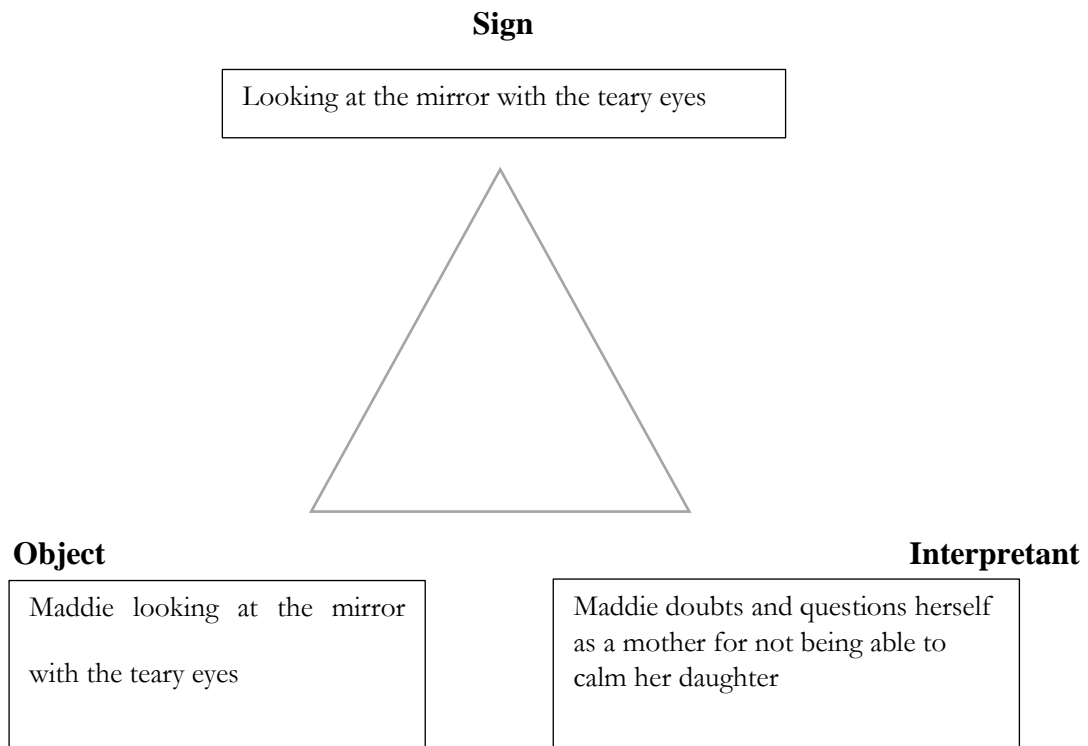 Sign
Looking at the mirror with the teary eyes
Object
Interpretant
Maddie looking at the mirror
with the teary eyes
Maddie doubts and questions herself
as a mother for not being able to
calm her daughter